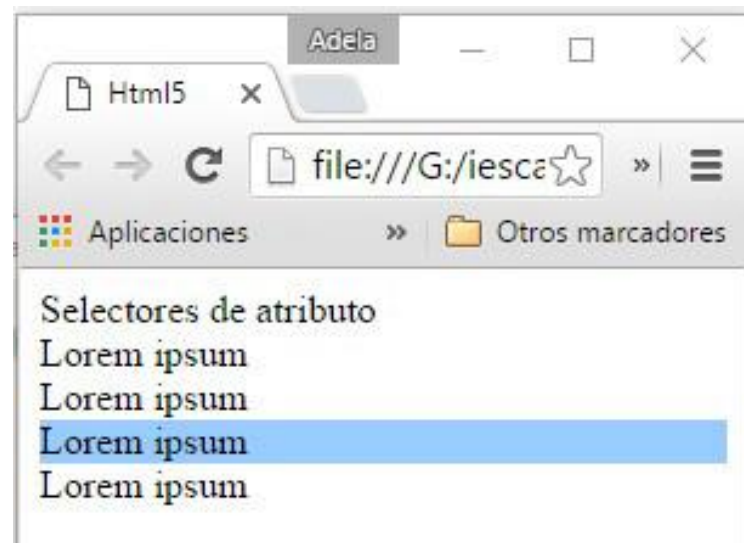 Adela
Html5
file:///G:/iesca
»
Aplicaciones » Otros marcadores
Selectores de atributo
Lorem ipsum
Lorem ipsum
Lorem ipsum
Lorem ipsum